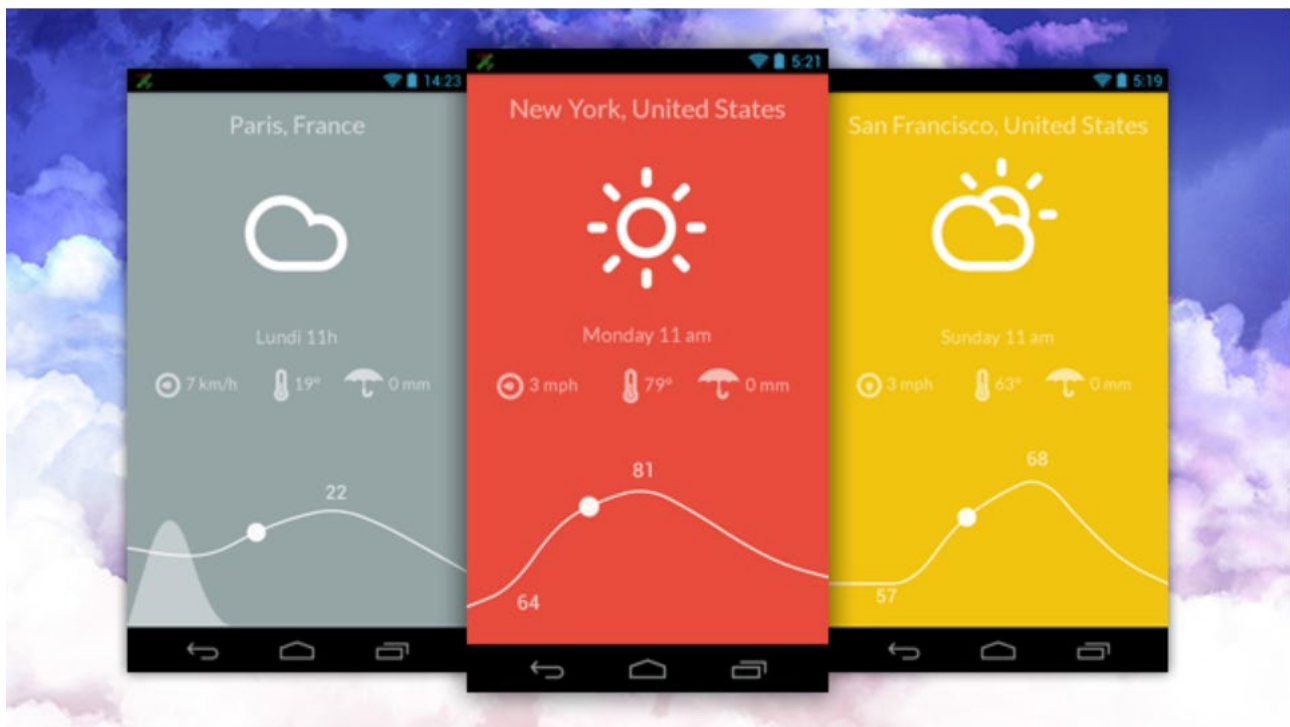 14:23
Paris, France
Lundi 11h
7 km/h 19° 0 mm
22
5:21
New York, United States
Monday 11 am
3 mph 79° 0 mm
81
64
5:19
San Francisco, United States
Sunday 11 am
3 mph 63° 0 mm
68
57